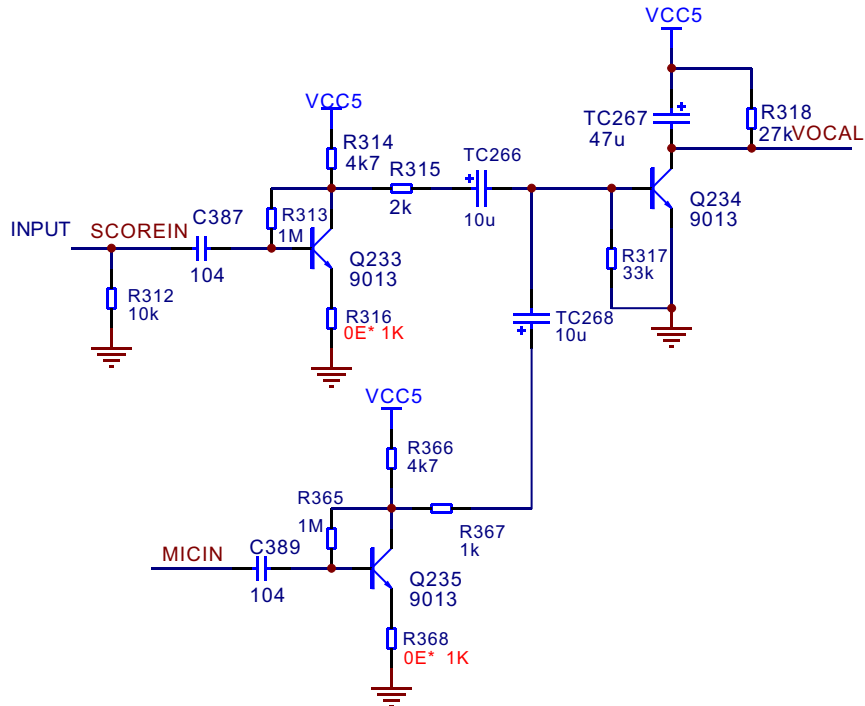 VCC5
TC267
47u
R318
27k
VOCAL
VCC5
R314
4k7
R315
2k
TC266
10u
Q234
9013
INPUT
SCOREIN
C387
104
R313
1M
Q233
9013
R317
33k
R312
10k
R316
0E* 1K
TC268
10u
VCC5
R366
4k7
R365
1M
R367
1k
MICIN
C389
104
Q235
9013
R368
0E* 1K